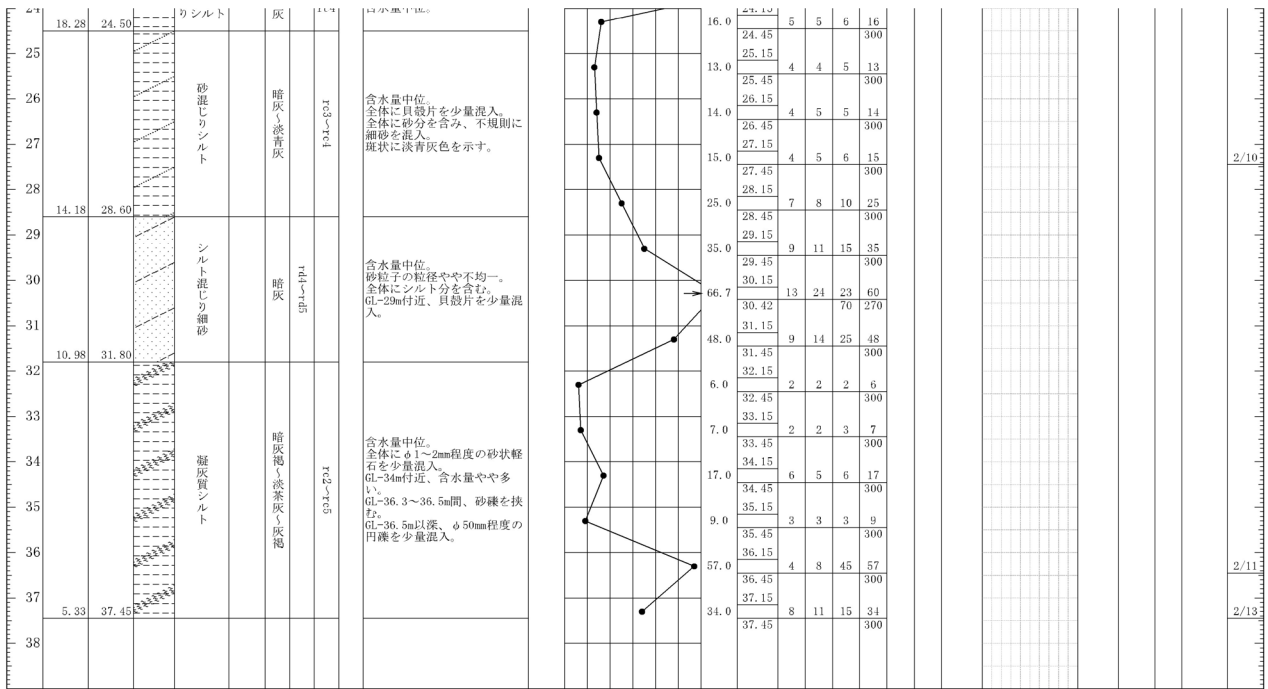 24
18.28 24.50
りシルト
灰
16.0
5 5 6 16
24.45 300
25
25.15
13.0 4 4 5 13
25.45 300
26
砂混じりシルト
暗灰～淡青灰
rc3～rc4
含水量中位。
全体に貝殻片を少量混入。
全体に砂分を含み、不規則に
細砂を混入。
斑状に淡青灰色を示す。
26.15
14.0 4 5 5 14
26.45 300
27
27.15
15.0 4 5 6 15
27.45 300
2/10
28
28.15
25.0 7 8 10 25
28.45 300
14.18 28.60
29
29.15
35.0 9 11 15 35
29.45 300
シルト混じり細砂
暗灰
rd4～rd5
含水量中位。
砂粒子の粒径やや不均一。
全体にシルト分を含む。
GL-29m付近、貝殻片を少量混
入。
30
30.15
66.7 13 24 23 60
30.42 70 270
31
31.15
48.0 9 14 25 48
31.45 300
10.98 31.80
32
32.15
6.0 2 2 2 6
32.45 300
33
33.15
7.0 2 2 3 7
33.45 300
凝灰質シルト
暗灰褐～淡茶灰～灰褐
rc2～rc5
含水量中位。
全体にφ1～2mm程度の砂状軽
石を少量混入。
GL-34m付近、含水量やや多
い。
GL-36.3～36.5m間、砂礫を挟
む。
GL-36.5m以深、φ50mm程度の
円礫を少量混入。
34
34.15
17.0 6 5 6 17
34.45 300
35
35.15
9.0 3 3 3 9
35.45 300
36
36.15
57.0 4 8 45 57
36.45 300
2/11
37
37.15
34.0 8 11 15 34
37.45 300
5.33 37.45
2/13
38